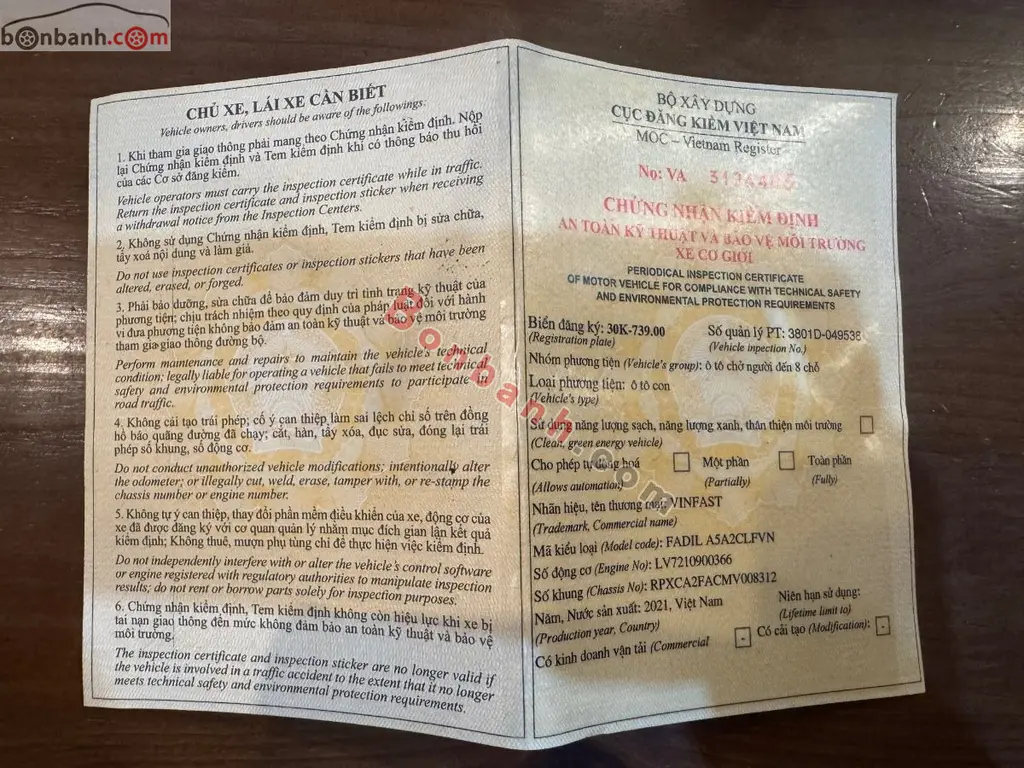 bonbanh.com
CHỦ XE, LÁI XE CẦN BIẾT
Vehicle owners, drivers should be aware of the followings:
1. Khi tham gia giao thông phải mang theo Chứng nhận kiểm định. Nộp
lại Chứng nhận kiểm định và Tem kiểm định khi có thông báo thu hồi
của các Cơ sở đăng kiểm.
Vehicle operators must carry the inspection certificate while in traffic.
Return the inspection certificate and inspection sticker when receiving
a withdrawal notice from the Inspection Centers.
2. Không sử dụng Chứng nhận kiểm định, Tem kiểm định bị sửa chữa,
tẩy xoá nội dung và làm giả.
Do not use inspection certificates or inspection stickers that have been
altered, erased, or forged.
3. Phải bảo dưỡng, sửa chữa để bảo đảm duy trì tình trạng kỹ thuật của
phương tiện; chịu trách nhiệm theo quy định của pháp luật đối với hành
vi đưa phương tiện không bảo đảm an toàn kỹ thuật và bảo vệ môi trường
tham gia giao thông đường bộ.
Perform maintenance and repairs to maintain the vehicle's technical
condition; legally liable for operating a vehicle that fails to meet technical
safety and environmental protection requirements to participate in
road traffic.
4. Không cải tạo trái phép; cố ý can thiệp làm sai lệch chỉ số trên đồng
hồ báo quãng đường đã chạy; cắt, hàn, tẩy xóa, đục sửa, đóng lại trái
phép số khung, số động cơ.
Do not conduct unauthorized vehicle modifications; intentionally alter
the odometer; or illegally cut, weld, erase, tamper with, or re-stamp the
chassis number or engine number.
5. Không tự ý can thiệp, thay đổi phần mềm điều khiển của xe, động cơ của
xe đã được đăng ký với cơ quan quản lý nhằm mục đích gian lận kết quả
kiểm định; Không thuê, mượn phụ tùng chỉ để thực hiện việc kiểm định.
Do not independently interfere with or alter the vehicle's control software
or engine registered with regulatory authorities to manipulate inspection
results; do not rent or borrow parts solely for inspection purposes.
6. Chứng nhận kiểm định, Tem kiểm định không còn hiệu lực khi xe bị
tai nạn giao thông đến mức không đảm bảo an toàn kỹ thuật và bảo vệ
môi trường.
The inspection certificate and inspection sticker are no longer valid if
the vehicle is involved in a traffic accident to the extent that it no longer
meets technical safety and environmental protection requirements.
BỘ XÂY DỰNG
CỤC ĐĂNG KIỂM VIỆT NAM
MOC – Vietnam Register
No: VA
CHỨNG NHẬN KIỂM ĐỊNH
AN TOÀN KỸ THUẬT VÀ BẢO VỆ MÔI TRƯỜNG
XE CƠ GIỚI
PERIODICAL INSPECTION CERTIFICATE
OF MOTOR VEHICLE FOR COMPLIANCE WITH TECHNICAL SAFETY
AND ENVIRONMENTAL PROTECTION REQUIREMENTS
Biển đăng ký: 30K-739.00 Số quản lý PT: 3801D-049538
(Registration plate) (Vehicle inpection No.)
Nhóm phương tiện (Vehicle's group): ô tô chở người đến 8 chỗ
Loại phương tiện: ô tô con
(Vehicle's type)
Sử dụng năng lượng sạch, năng lượng xanh, thân thiện môi trường
(Clean, green energy vehicle)
Cho phép tự động hoá Một phần Toàn phần
(Allows automation) (Partially) (Fully)
Nhãn hiệu, tên thương mại: VINFAST
(Trademark, Commercial name)
Mã kiểu loại (Model code): FADIL A5A2CLFVN
Số động cơ (Engine No): LV7210900366
Số khung (Chassis No): RPXCA2FACMV008312
Năm, Nước sản xuất: 2021, Việt Nam Niên hạn sử dụng:
(Production year, Country) (Lifetime limit to)
Có kinh doanh vận tải (Commercial - Có cải tạo (Modification): -
Bonbanh.com